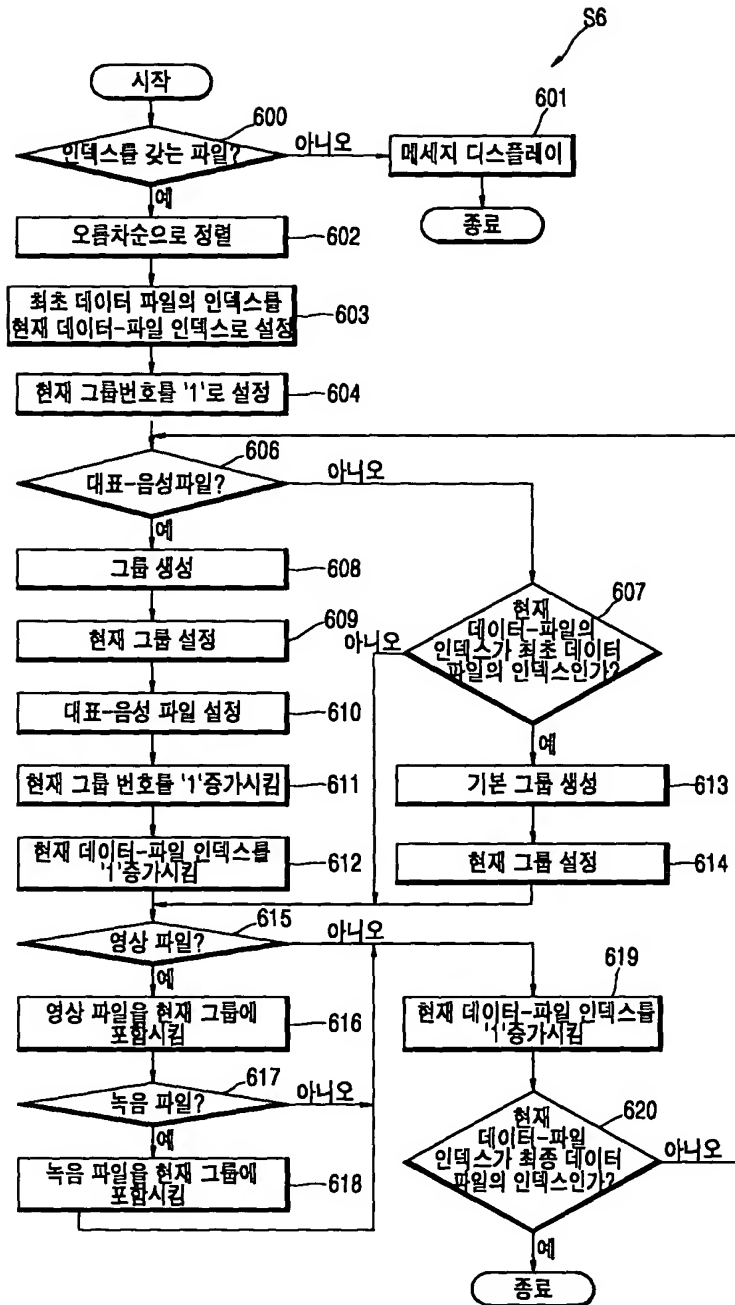 S6
시작
600
인덱스를 갖는 파일?
아니오
601
메세지 디스플레이
예
종료
오름차순으로 정렬
602
최초 데이터 파일의 인덱스를
현재 데이터-파일 인덱스로 설정
603
현재 그룹번호를 '1'로 설정
604
606
대표-음성파일?
아니오
예
그룹 생성
608
607
현재
데이터-파일의
인덱스가 최초 데이터
파일의 인덱스인가?
아니오
예
609
현재 그룹 설정
대표-음성 파일 설정
610
현재 그룹 번호를 '1'증가시킴
611
기본 그룹 생성
613
현재 데이터-파일 인덱스를
'1'증가시킴
612
현재 그룹 설정
614
615
영상 파일?
아니오
예
619
현재 데이터-파일 인덱스를
'1'증가시킴
영상 파일을 현재 그룹에
포함시킴
616
617
녹음 파일?
아니오
예
620
현재
데이터-파일
인덱스가 최종 데이터
파일의 인덱스인가?
아니오
녹음 파일을 현재 그룹에
포함시킴
618
예
종료